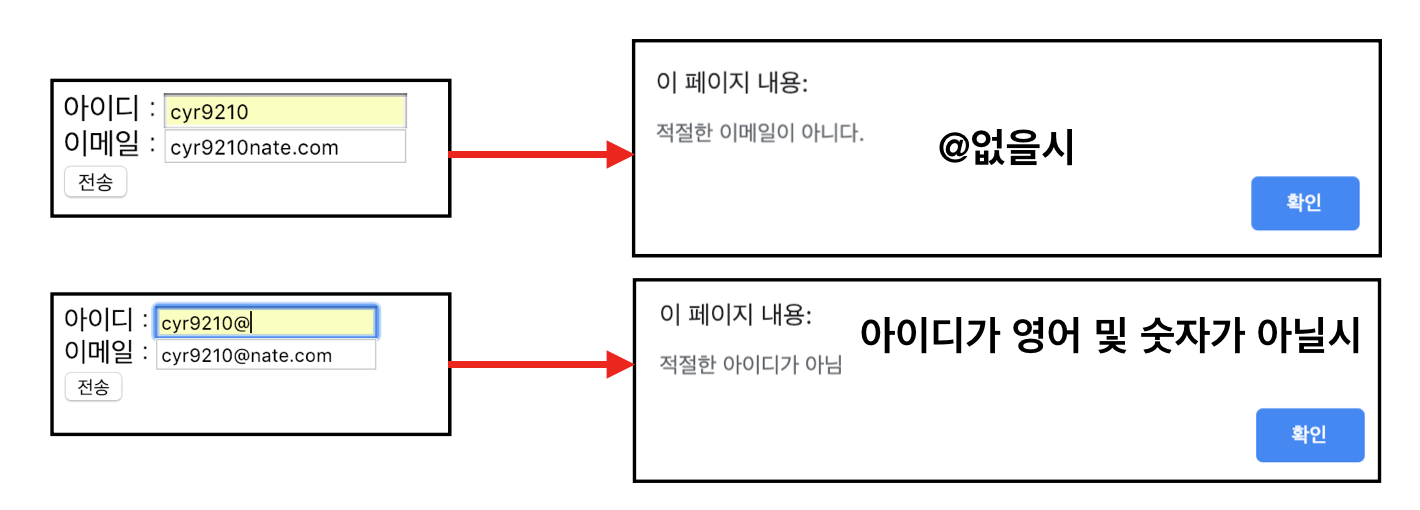 아이디 : cyr9210
이메일 : cyr9210nate.com
전송
이 페이지 내용:
적절한 이메일이 아니다.
@없을시
확인
아이디 : cyr9210@
이메일 : cyr9210@nate.com
전송
이 페이지 내용:
아이디가 영어 및 숫자가 아닐시
적절한 아이디가 아님
확인